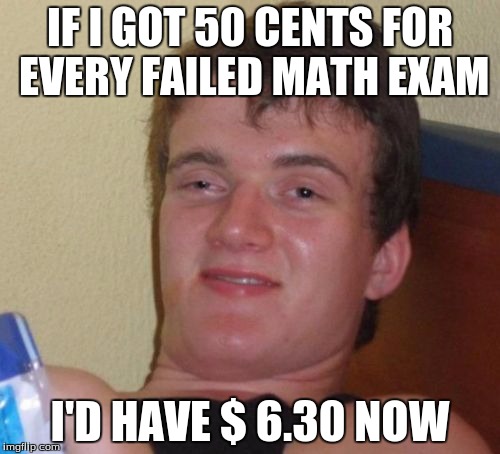 IF I GOT 50 CENTS FOR
EVERY FAILED MATH EXAM
I'D HAVE $ 6.30 NOW
imgflip.com